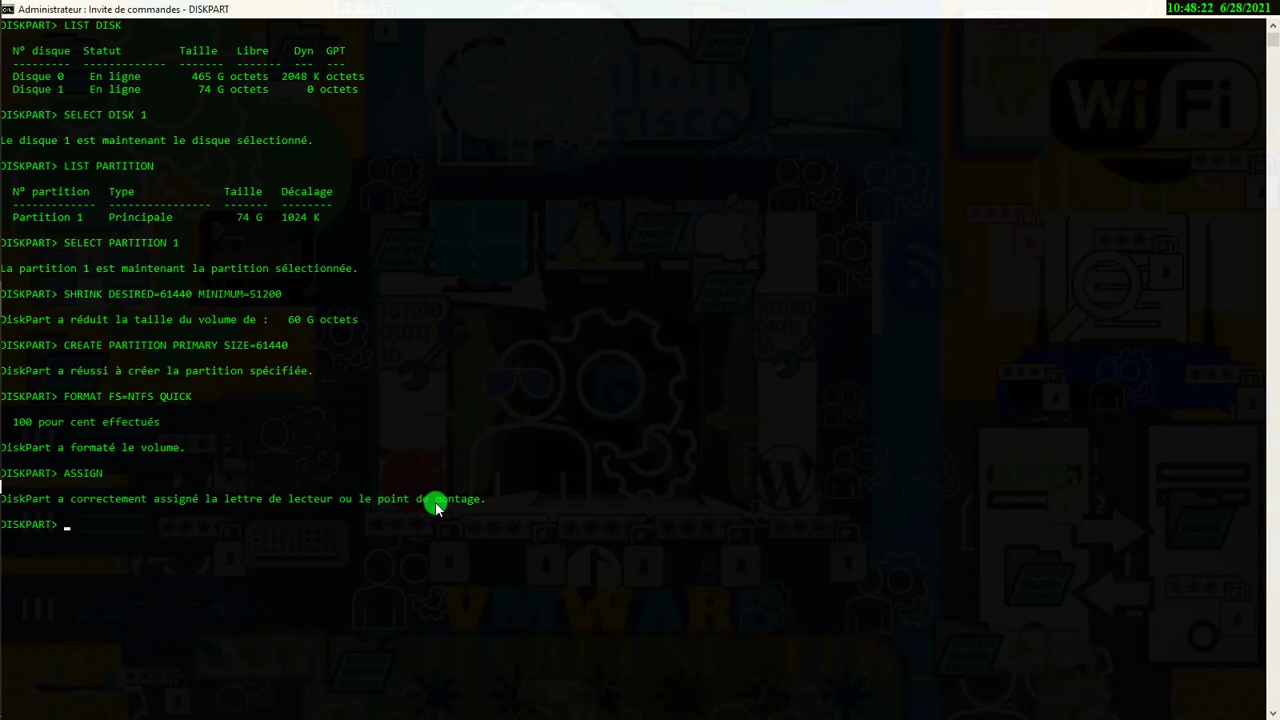 Administrateur : Invite de commandes - DISKPART
10:48:22 6/28/2021
DISKPART> LIST DISK
N° disque Statut Taille Libre Dyn GPT
--------- ------------- ------- ------- --- ---
Disque 0 En ligne 465 G octets 2048 K octets
Disque 1 En ligne 74 G octets 0 octets
DISKPART> SELECT DISK 1
Le disque 1 est maintenant le disque sélectionné.
DISKPART> LIST PARTITION
N° partition Type Taille Décalage
------------- ---------------- ------- --------
Partition 1 Principale 74 G 1024 K
DISKPART> SELECT PARTITION 1
La partition 1 est maintenant la partition sélectionnée.
DISKPART> SHRINK DESIRED=61440 MINIMUM=51200
DiskPart a réduit la taille du volume de : 60 G octets
DISKPART> CREATE PARTITION PRIMARY SIZE=61440
DiskPart a réussi à créer la partition spécifiée.
DISKPART> FORMAT FS=NTFS QUICK
100 pour cent effectués
DiskPart a formaté le volume.
DISKPART> ASSIGN
DiskPart a correctement assigné la lettre de lecteur ou le point de montage.
DISKPART>
CISCO
WiFi
VMWARE